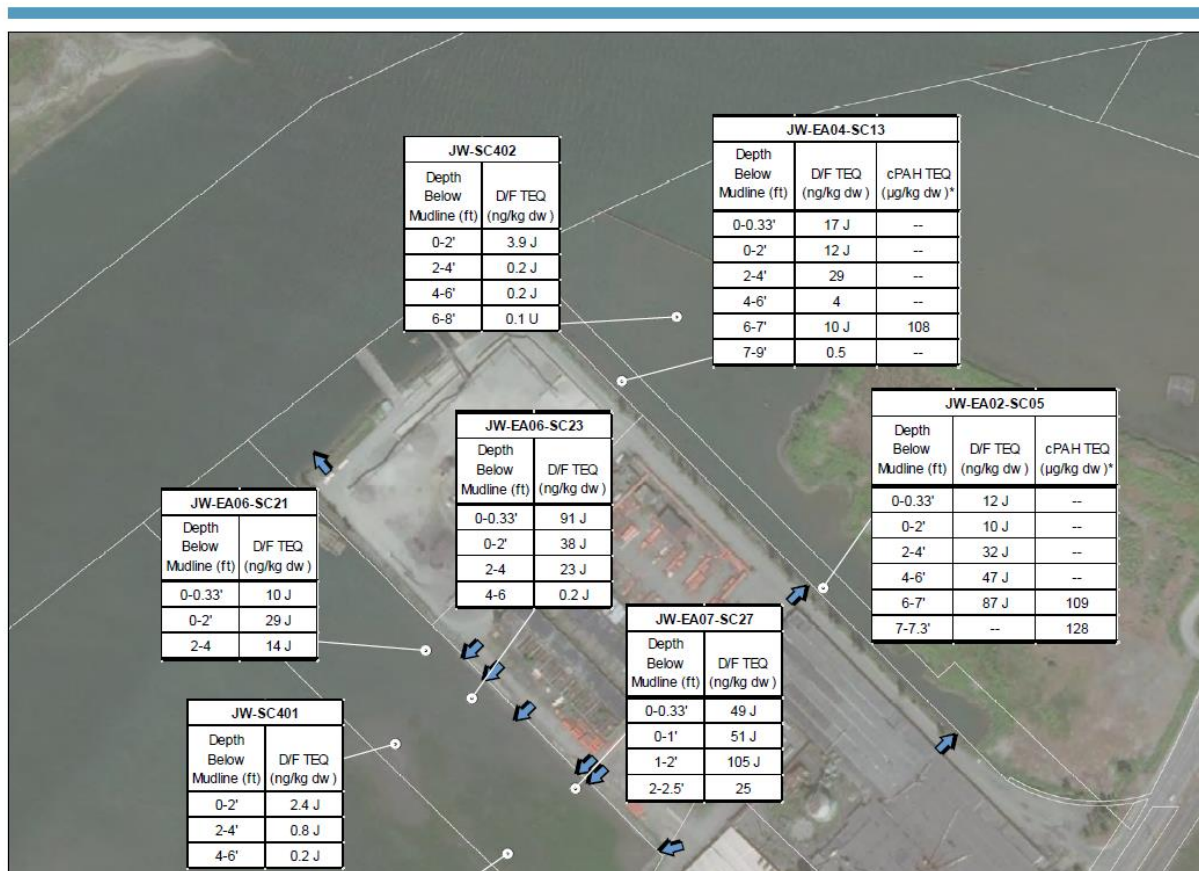 JW-SC402
Depth Below Mudline (ft) D/F TEQ (ng/kg dw)
0-2' 3.9 J
2-4' 0.2 J
4-6' 0.2 J
6-8' 0.1 U
JW-EA04-SC13
Depth Below Mudline (ft) D/F TEQ (ng/kg dw) cPAH TEQ (µg/kg dw)*
0-0.33' 17 J --
0-2' 12 J --
2-4' 29 --
4-6' 4 --
6-7' 10 J 108
7-9' 0.5 --
JW-EA02-SC05
Depth Below Mudline (ft) D/F TEQ (ng/kg dw) cPAH TEQ (µg/kg dw)*
0-0.33' 12 J --
0-2' 10 J --
2-4' 32 J --
4-6' 47 J --
6-7' 87 J 109
7-7.3' -- 128
JW-EA06-SC23
Depth Below Mudline (ft) D/F TEQ (ng/kg dw)
0-0.33' 91 J
0-2' 38 J
2-4 23 J
4-6 0.2 J
JW-EA06-SC21
Depth Below Mudline (ft) D/F TEQ (ng/kg dw)
0-0.33' 10 J
0-2' 29 J
2-4 14 J
JW-EA07-SC27
Depth Below Mudline (ft) D/F TEQ (ng/kg dw)
0-0.33' 49 J
0-1' 51 J
1-2' 105 J
2-2.5' 25
JW-SC401
Depth Below Mudline (ft) D/F TEQ (ng/kg dw)
0-2' 2.4 J
2-4' 0.8 J
4-6' 0.2 J